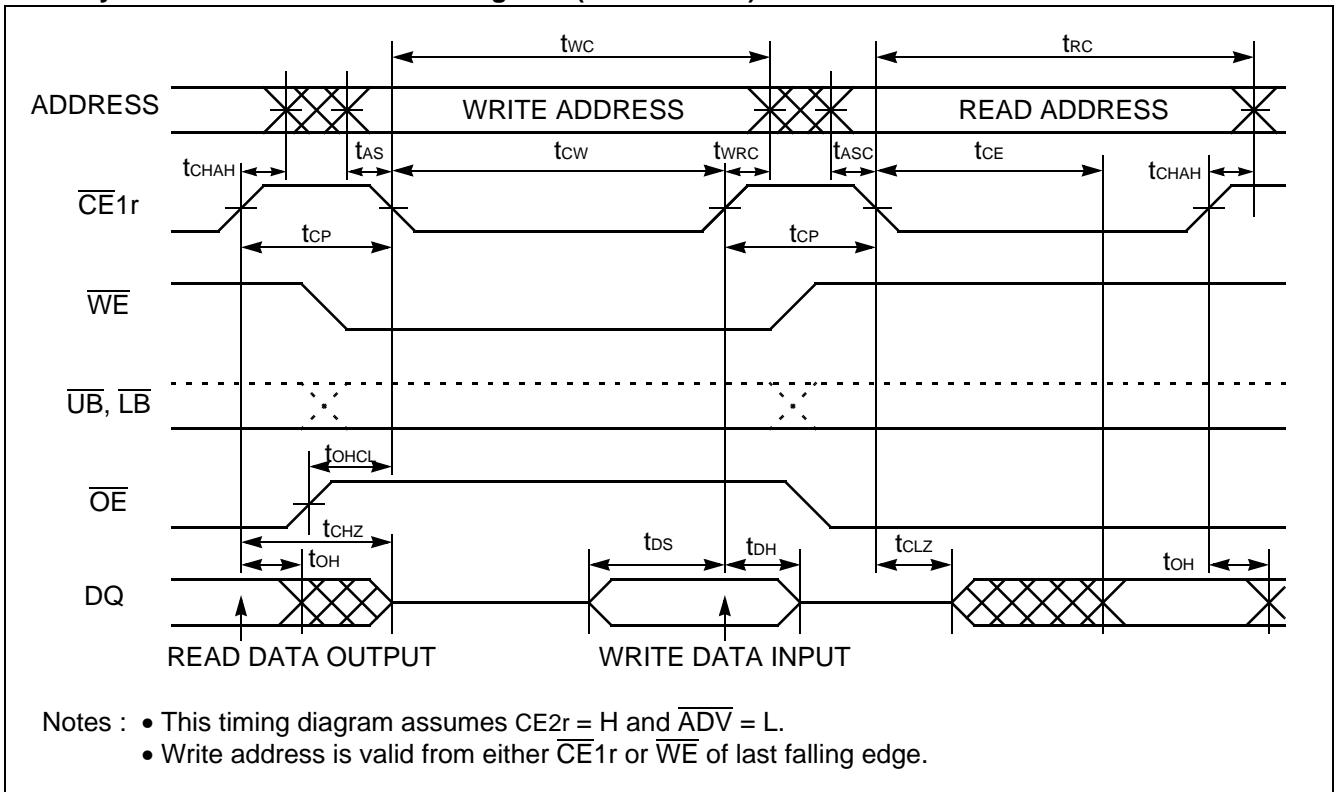 tWC tRC
ADDRESS WRITE ADDRESS READ ADDRESS
tCHAH tAS tCW tWRC tASC tCE tCHAH
CE1r
tCP tCP
WE
UB, LB
tOHCL
OE
tCHZ tDS tDH tCLZ
tOH tOH
DQ
READ DATA OUTPUT WRITE DATA INPUT
Notes : • This timing diagram assumes CE2r = H and ADV = L.
• Write address is valid from either CE1r or WE of last falling edge.